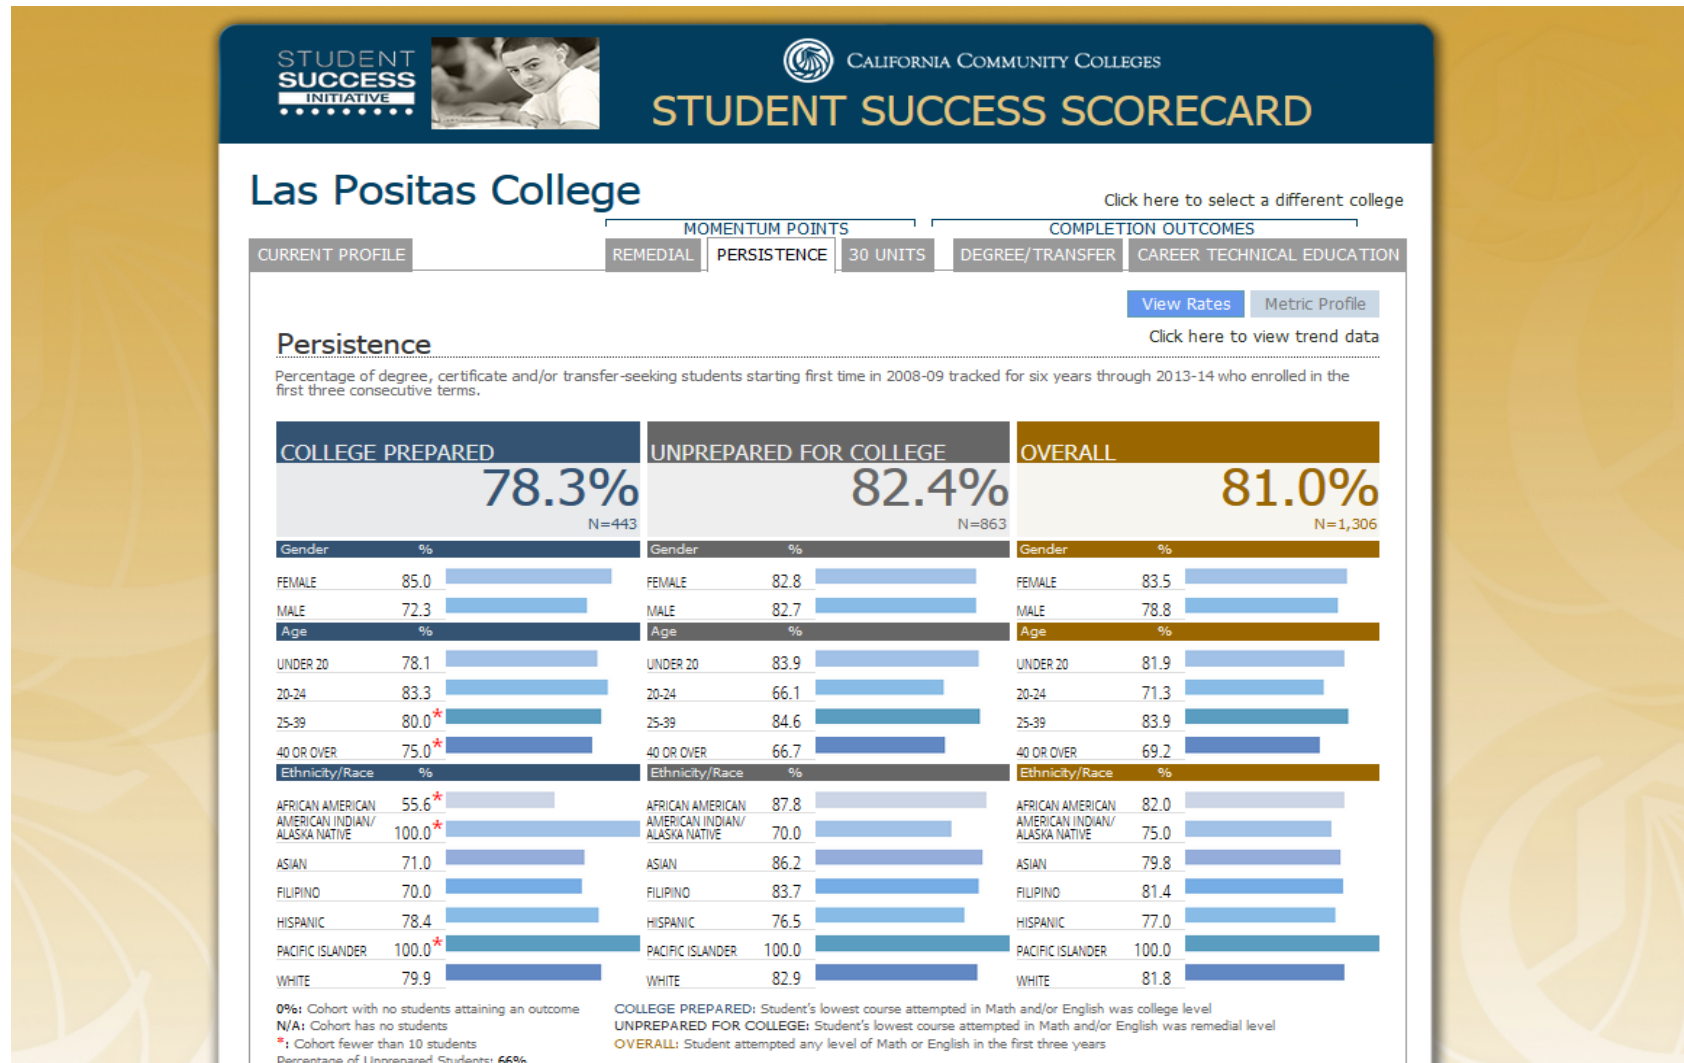 STUDENT
SUCCESS
INITIATIVE
CALIFORNIA COMMUNITY COLLEGES
STUDENT SUCCESS SCORECARD
Las Positas College
Click here to select a different college
MOMENTUM POINTS COMPLETION OUTCOMES
CURRENT PROFILE REMEDIAL PERSISTENCE 30 UNITS DEGREE/TRANSFER CAREER TECHNICAL EDUCATION
View Rates Metric Profile
Persistence Click here to view trend data
Percentage of degree, certificate and/or transfer-seeking students starting first time in 2008-09 tracked for six years through 2013-14 who enrolled in the
first three consecutive terms.
COLLEGE PREPARED UNPREPARED FOR COLLEGE OVERALL
78.3% 82.4% 81.0%
N=443 N=863 N=1,306
Gender % Gender % Gender %
FEMALE 85.0 FEMALE 82.8 FEMALE 83.5
MALE 72.3 MALE 82.7 MALE 78.8
Age % Age % Age %
UNDER 20 78.1 UNDER 20 83.9 UNDER 20 81.9
20-24 83.3 20-24 66.1 20-24 71.3
25-39 80.0* 25-39 84.6 25-39 83.9
40 OR OVER 75.0* 40 OR OVER 66.7 40 OR OVER 69.2
Ethnicity/Race % Ethnicity/Race % Ethnicity/Race %
AFRICAN AMERICAN 55.6* AFRICAN AMERICAN 87.8 AFRICAN AMERICAN 82.0
AMERICAN INDIAN/ AMERICAN INDIAN/ AMERICAN INDIAN/
ALASKA NATIVE 100.0* ALASKA NATIVE 70.0 ALASKA NATIVE 75.0
ASIAN 71.0 ASIAN 86.2 ASIAN 79.8
FILIPINO 70.0 FILIPINO 83.7 FILIPINO 81.4
HISPANIC 78.4 HISPANIC 76.5 HISPANIC 77.0
PACIFIC ISLANDER 100.0* PACIFIC ISLANDER 100.0 PACIFIC ISLANDER 100.0
WHITE 79.9 WHITE 82.9 WHITE 81.8
0%: Cohort with no students attaining an outcome COLLEGE PREPARED: Student's lowest course attempted in Math and/or English was college level
N/A: Cohort has no students UNPREPARED FOR COLLEGE: Student's lowest course attempted in Math and/or English was remedial level
*: Cohort fewer than 10 students OVERALL: Student attempted any level of Math or English in the first three years
Percentage of Unprepared Students: 66%